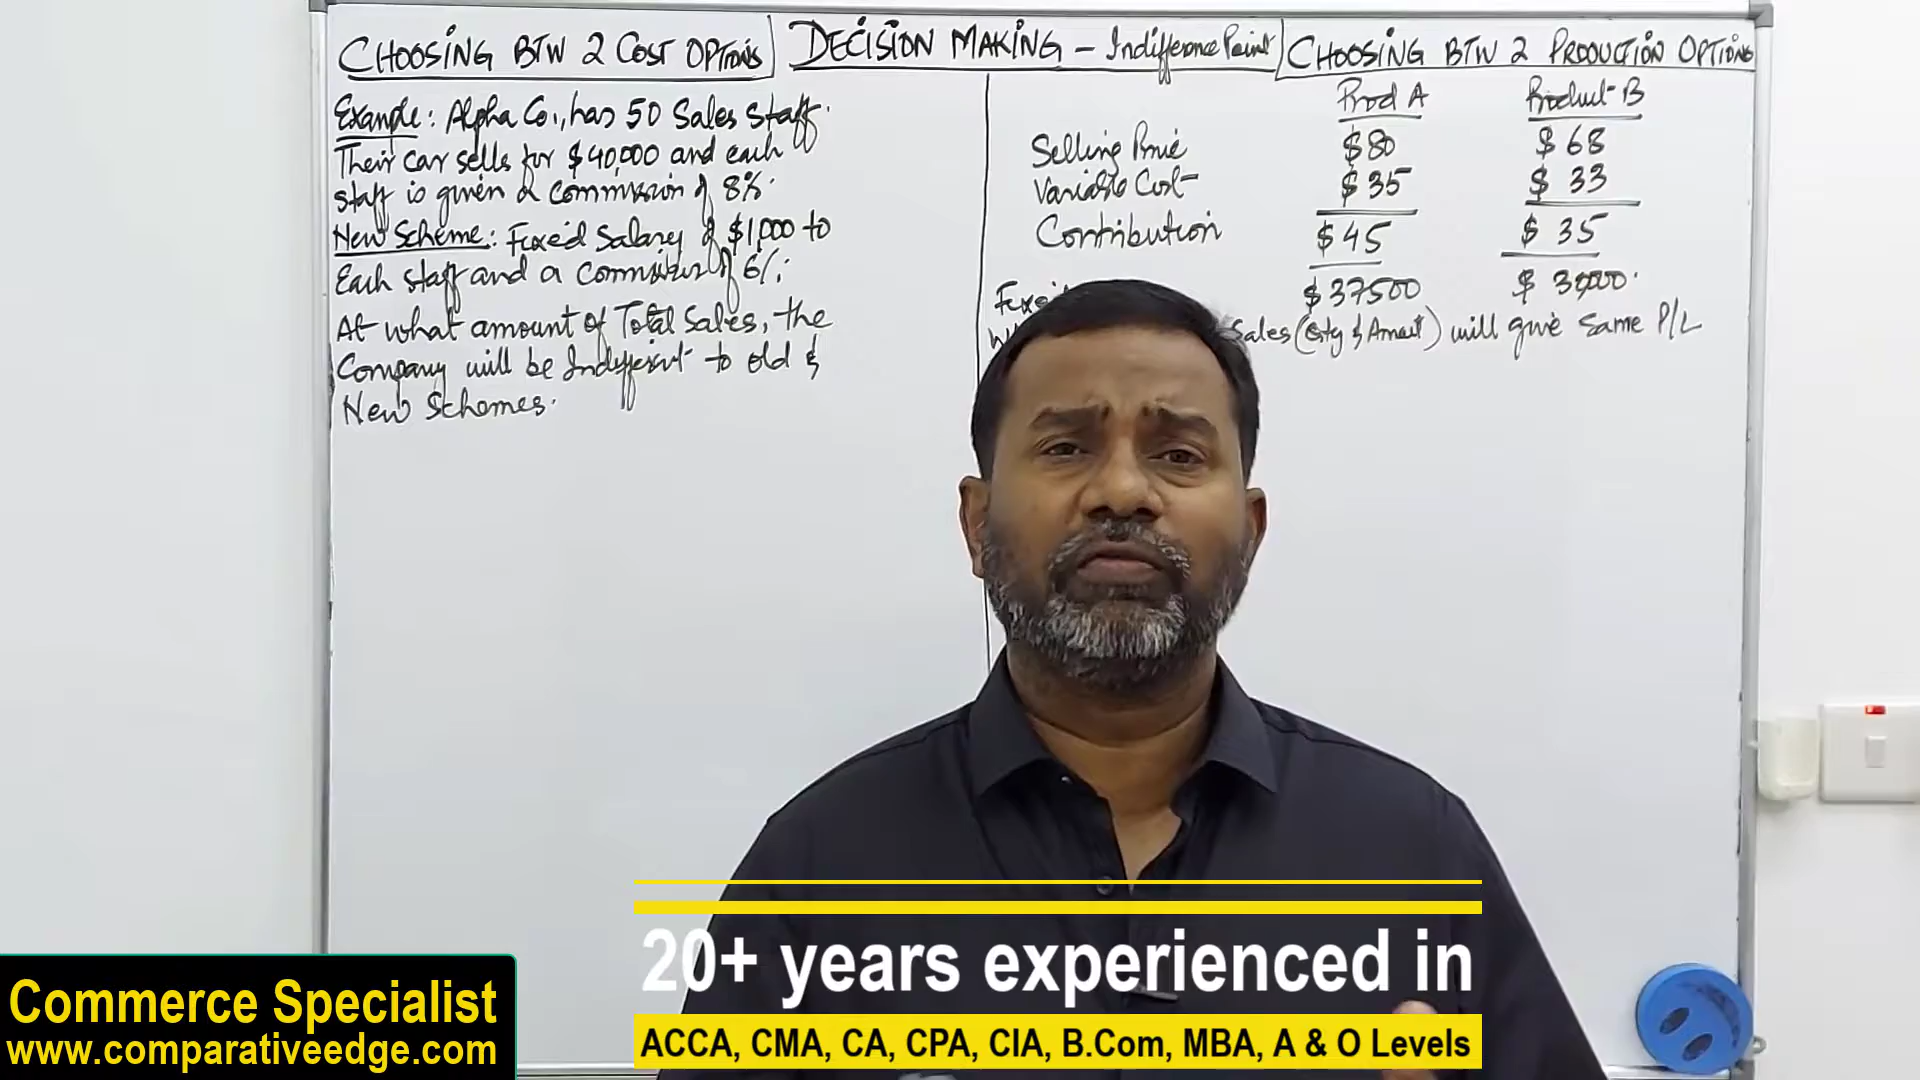 CHOOSING BTW 2 COST OPTIONS
DECISION MAKING - Indifference Point
CHOOSING BTW 2 PRODUCTION OPTIONS
Example: Alpha Co., has 50 Sales staff.
Their car sells for $40,000 and each
staff is given a commission of 8%.
New Scheme: Fixed Salary of $1,000 to
Each staff and a Commission of 6%;
At what amount of Total Sales, the
Company will be Indifferent to old &
New Schemes.
Prod A Product B
Selling Price $80 $68
Variable Cost $35 $33
Contribution $45 $35
Fixed $37500
Sales (Qty & Amount) will give Same P/L
20+ years experienced in
ACCA, CMA, CA, CPA, CIA, B.Com, MBA, A & O Levels
Commerce Specialist
www.comparativeedge.com